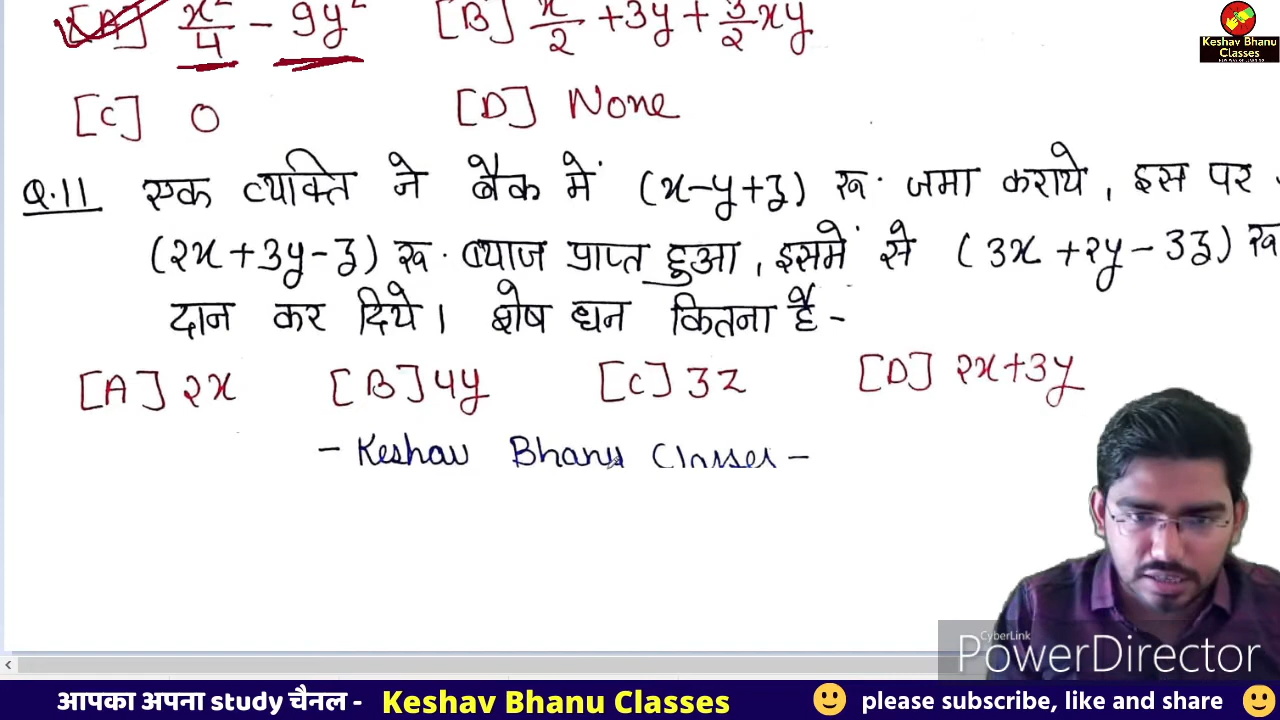 Keshav Bhanu
Classes
[A] x²/4 - 9y² [B] x/2 + 3y + 3/2 xy
[C] 0 [D] None
Q.11 एक व्यक्ति ने बैंक में (x-y+z) रू. जमा कराये, इस पर
(2x+3y-z) रू. ब्याज प्राप्त हुआ, इसमें से (3x+2y-3z) रू
दान कर दिये। शेष धन कितना है -
[A] 2x [B] 4y [C] 3z [D] 2x+3y
- Keshav Bhanu Classes -
CyberLink
PowerDirector
आपका अपना study चैनल - Keshav Bhanu Classes please subscribe, like and share